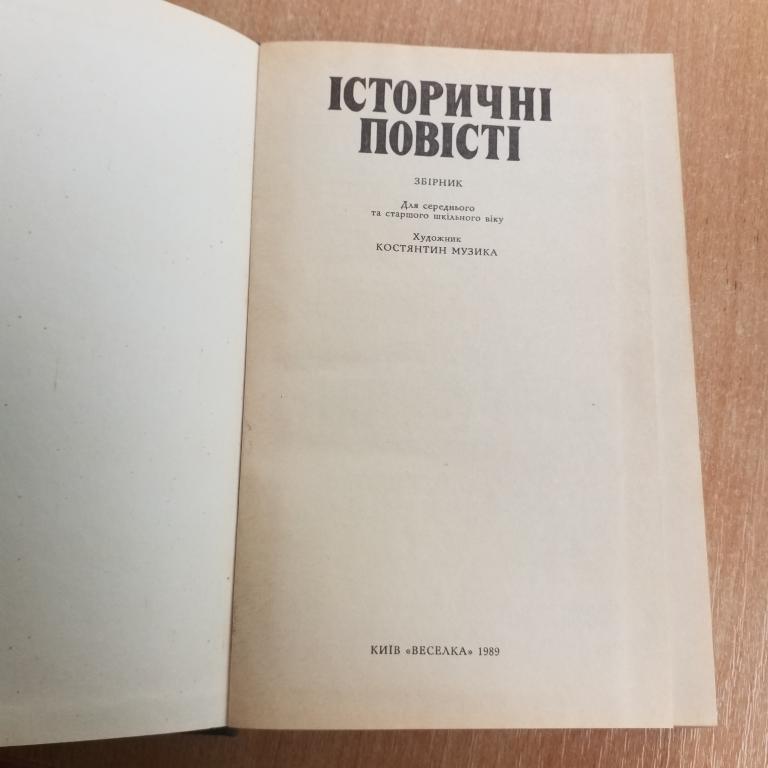 ІСТОРИЧНІ
ПОВІСТІ
ЗБІРНИК
Для середнього
та старшого шкільного віку
Художник
КОСТЯНТИН МУЗИКА
КИЇВ «ВЕСЕЛКА» 1989